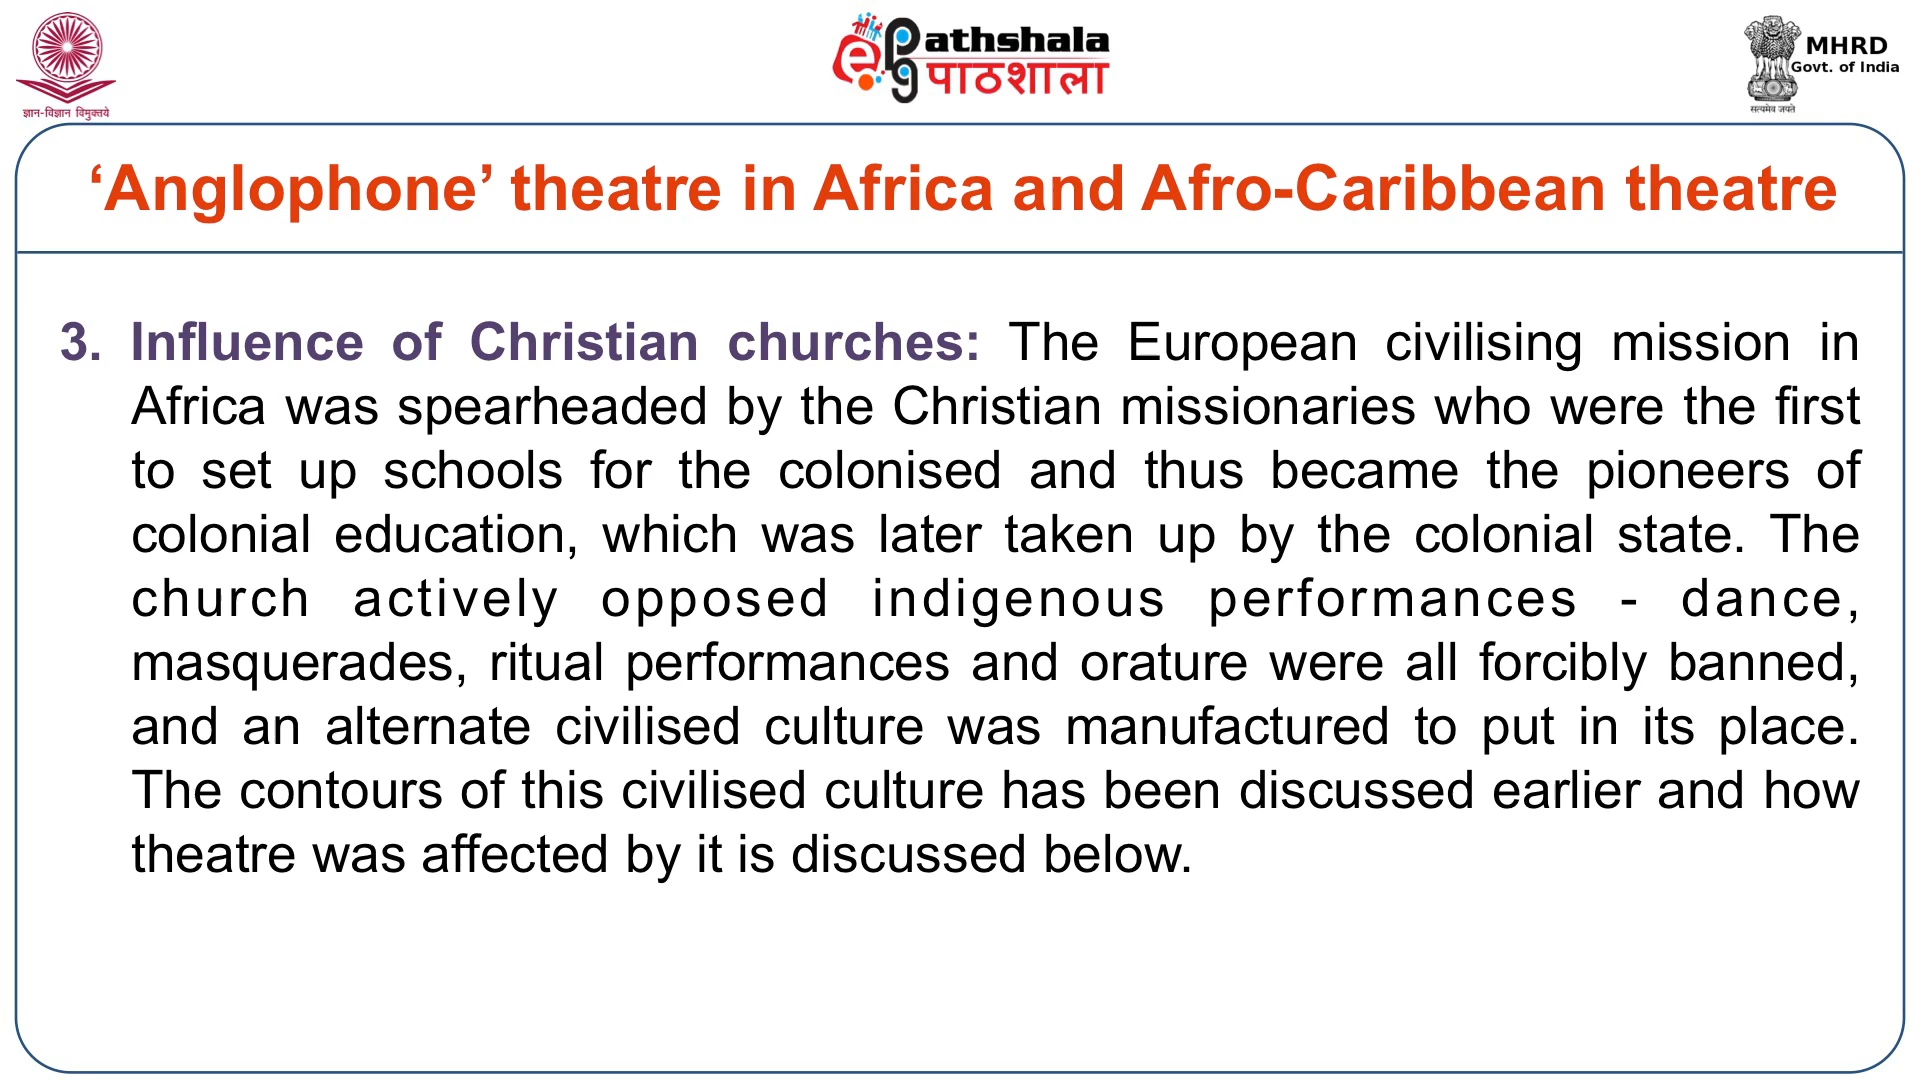 ज्ञान-विज्ञान विमुक्तये
ePG
athshala
पाठशाला
MHRD
Govt. of India
सत्यमेव जयते
‘Anglophone’ theatre in Africa and Afro-Caribbean theatre
3. Influence of Christian churches: The European civilising mission in
Africa was spearheaded by the Christian missionaries who were the first
to set up schools for the colonised and thus became the pioneers of
colonial education, which was later taken up by the colonial state. The
church actively opposed indigenous performances - dance,
masquerades, ritual performances and orature were all forcibly banned,
and an alternate civilised culture was manufactured to put in its place.
The contours of this civilised culture has been discussed earlier and how
theatre was affected by it is discussed below.